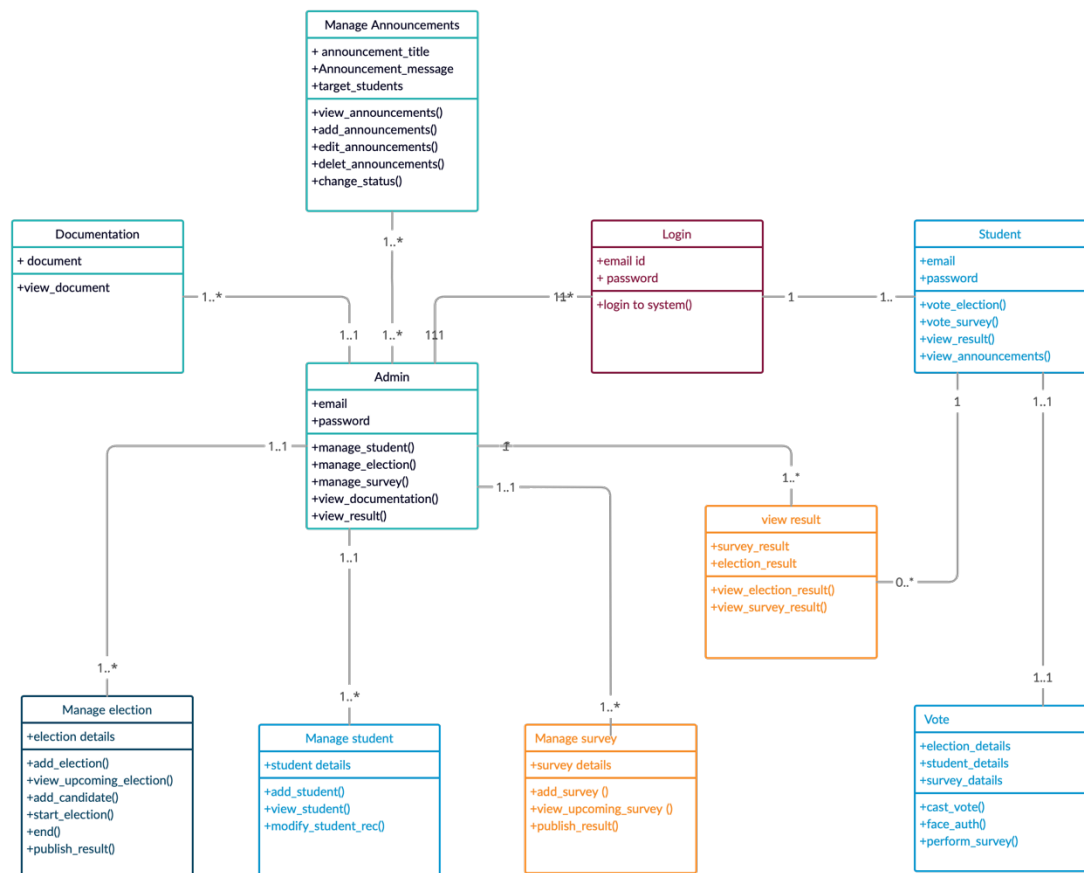 Manage Announcements
+ announcement_title
+Announcement_message
+target_students
+view_announcements()
+add_announcements()
+edit_announcements()
+delet_announcements()
+change_status()
1..*
Documentation
+ document
+view_document
1..*
1..1
1..*
Login
+email id
+ password
+login to system()
1
1..
Student
+email
+password
+vote_election()
+vote_survey()
+view_result()
+view_announcements()
Admin
+email
+password
+manage_student()
+manage_election()
+manage_survey()
+view_documentation()
+view_result()
1..1
1..1
1..1
1..*
1
1..1
view result
+survey_result
+election_result
+view_election_result()
+view_survey_result()
0..*
1..*
Manage election
+election details
+add_election()
+view_upcoming_election()
+add_candidate()
+start_election()
+end()
+publish_result()
1..*
Manage student
+student details
+add_student()
+view_student()
+modify_student_rec()
1..*
Manage survey
+survey details
+add_survey ()
+view_upcoming_survey ()
+publish_result()
1..1
Vote
+election_details
+student_details
+survey_datails
+cast_vote()
+face_auth()
+perform_survey()